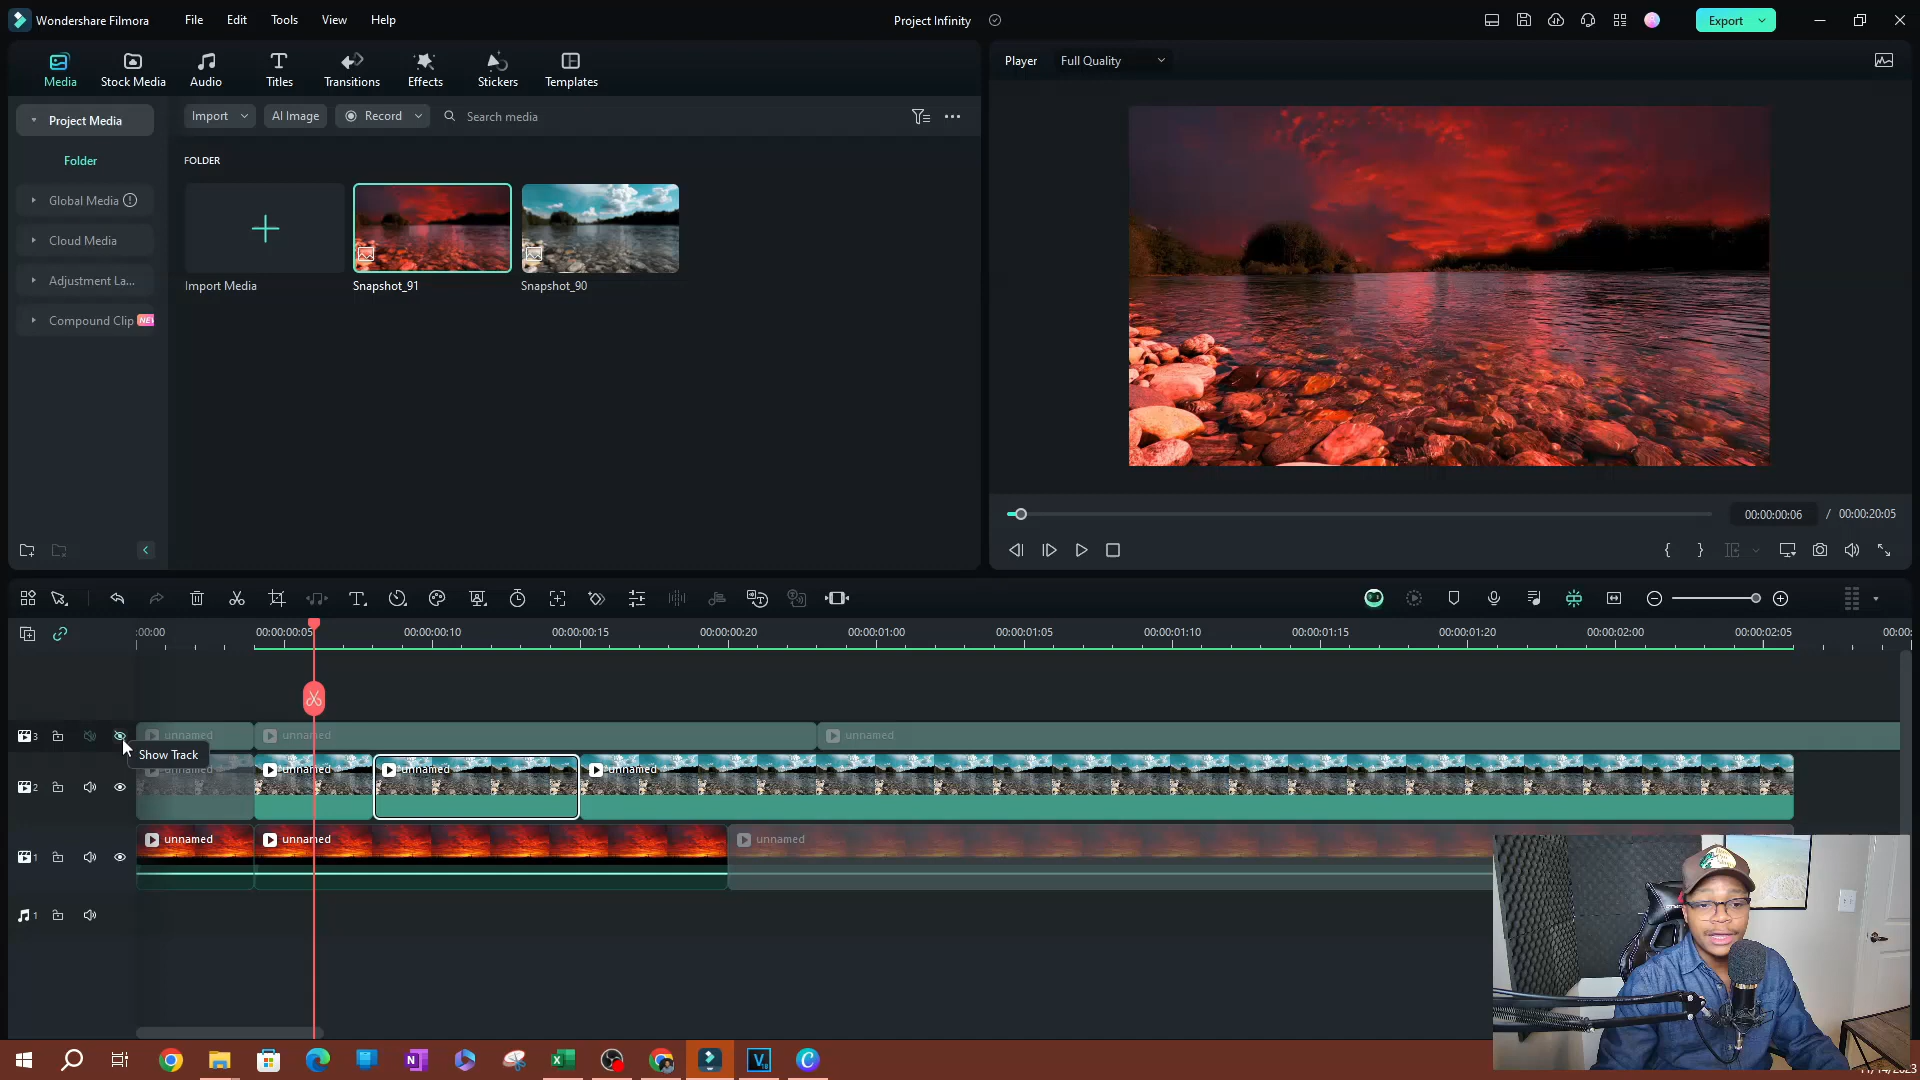 Wondershare Filmora File Edit Tools View Help Project Infinity Export
Media Stock Media Audio Titles Transitions Effects Stickers Templates
Player Full Quality
Project Media Import AI Image Record Search media
Folder FOLDER
Global Media
Cloud Media
Adjustment La...
Import Media Snapshot_91 Snapshot_90
Compound Clip NEW
00:00:00:06 / 00:00:20:05
:00:00 00:00:00:05 00:00:00:10 00:00:00:15 00:00:00:20 00:00:01:00 00:00:01:05 00:00:01:10 00:00:01:15 00:00:01:20 00:00:02:00 00:00:02:05 00:00:
3 unnamed unnamed unnamed
Show Track
unnamed unnamed unnamed unnamed
2
unnamed unnamed unnamed
1
1